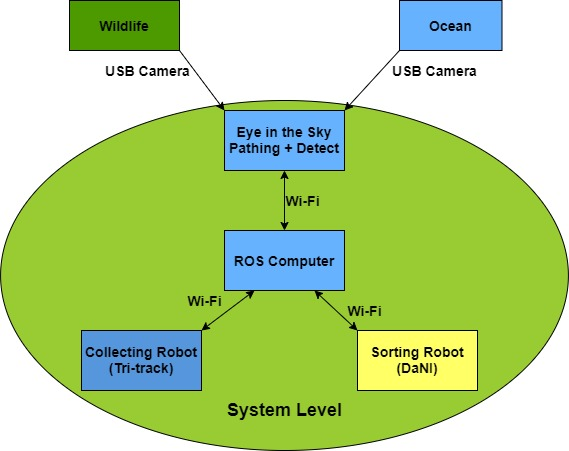 Wildlife
Ocean
USB Camera
USB Camera
Eye in the Sky
Pathing + Detect
Wi-Fi
ROS Computer
Wi-Fi
Wi-Fi
Collecting Robot
(Tri-track)
Sorting Robot
(DaNI)
System Level